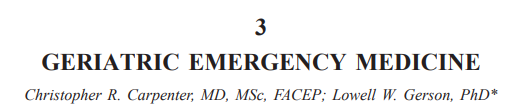 3
GERIATRIC EMERGENCY MEDICINE
Christopher R. Carpenter, MD, MSc, FACEP; Lowell W. Gerson, PhD*